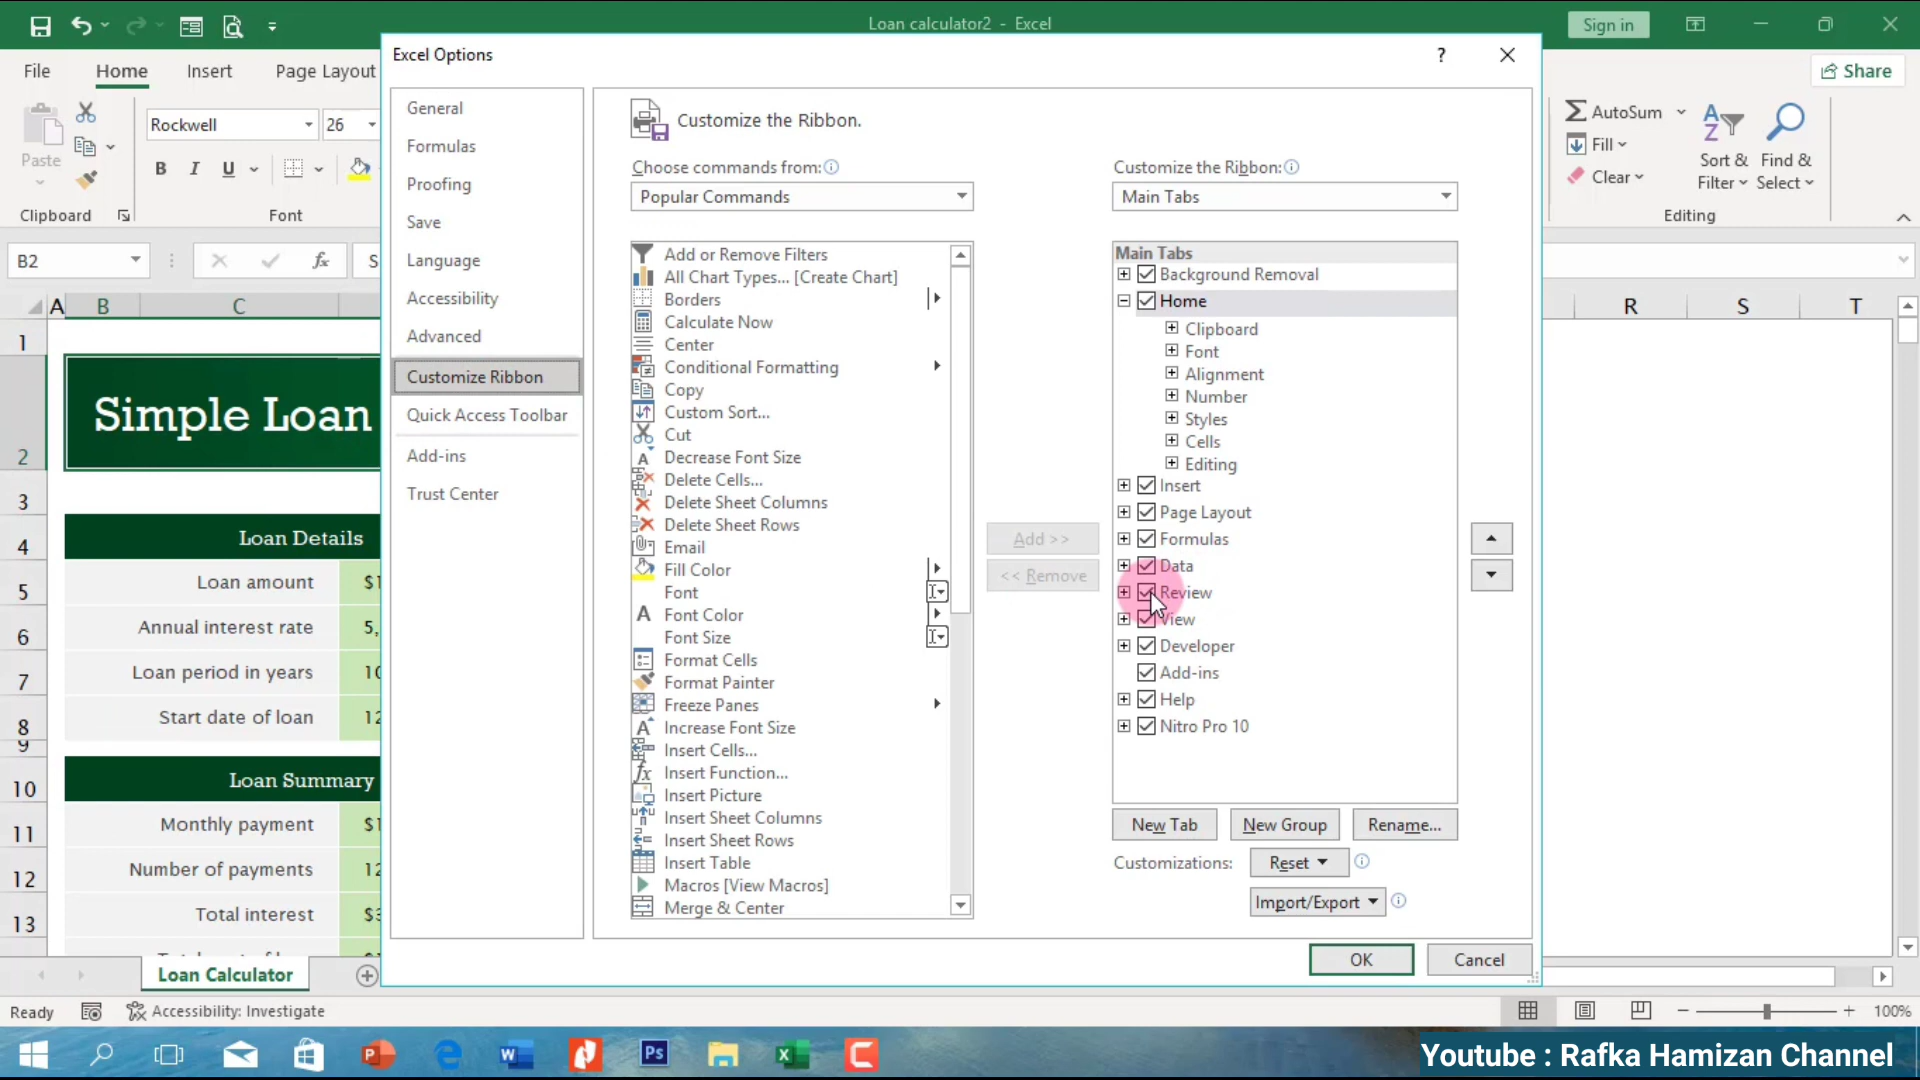 Loan calculator2 - Excel
Sign in
File
Home
Insert
Page Layout
Share
Paste
Clipboard
Rockwell
26
B I U
Font
AutoSum
Fill
Clear
Sort &
Filter
Find &
Select
Editing
B2
fx
S
A B C
R S T
1
2
3
4
5
6
7
8
9
10
11
12
13
Simple Loan
Loan Details
Loan amount $1
Annual interest rate 5,
Loan period in years 10
Start date of loan 12
Loan Summary
Monthly payment $1
Number of payments 12
Total interest $3
Loan Calculator
Excel Options
?
General
Formulas
Proofing
Save
Language
Accessibility
Advanced
Customize Ribbon
Quick Access Toolbar
Add-ins
Trust Center
Customize the Ribbon.
Choose commands from:
Popular Commands
Add or Remove Filters
All Chart Types... [Create Chart]
Borders
Calculate Now
Center
Conditional Formatting
Copy
Custom Sort...
Cut
Decrease Font Size
Delete Cells...
Delete Sheet Columns
Delete Sheet Rows
Email
Fill Color
Font
Font Color
Font Size
Format Cells
Format Painter
Freeze Panes
Increase Font Size
Insert Cells...
Insert Function...
Insert Picture
Insert Sheet Columns
Insert Sheet Rows
Insert Table
Macros [View Macros]
Merge & Center
Add >>
<< Remove
Customize the Ribbon:
Main Tabs
Main Tabs
Background Removal
Home
Clipboard
Font
Alignment
Number
Styles
Cells
Editing
Insert
Page Layout
Formulas
Data
Review
View
Developer
Add-ins
Help
Nitro Pro 10
New Tab
New Group
Rename...
Customizations:
Reset
Import/Export
OK
Cancel
Ready
Accessibility: Investigate
100%
Youtube : Rafka Hamizan Channel